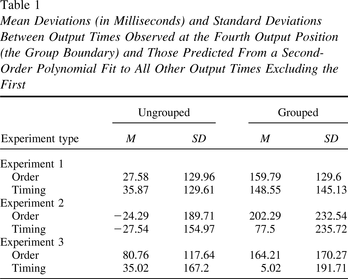 Table 1
Mean Deviations (in Milliseconds) and Standard Deviations
Between Output Times Observed at the Fourth Output Position
(the Group Boundary) and Those Predicted From a Second-
Order Polynomial Fit to All Other Output Times Excluding the
First
Ungrouped Grouped
Experiment type M SD M SD
Experiment 1
Order 27.58 129.96 159.79 129.6
Timing 35.87 129.61 148.55 145.13
Experiment 2
Order −24.29 189.71 202.29 232.54
Timing −27.54 154.97 77.5 235.72
Experiment 3
Order 80.76 117.64 164.21 170.27
Timing 35.02 167.2 5.02 191.71